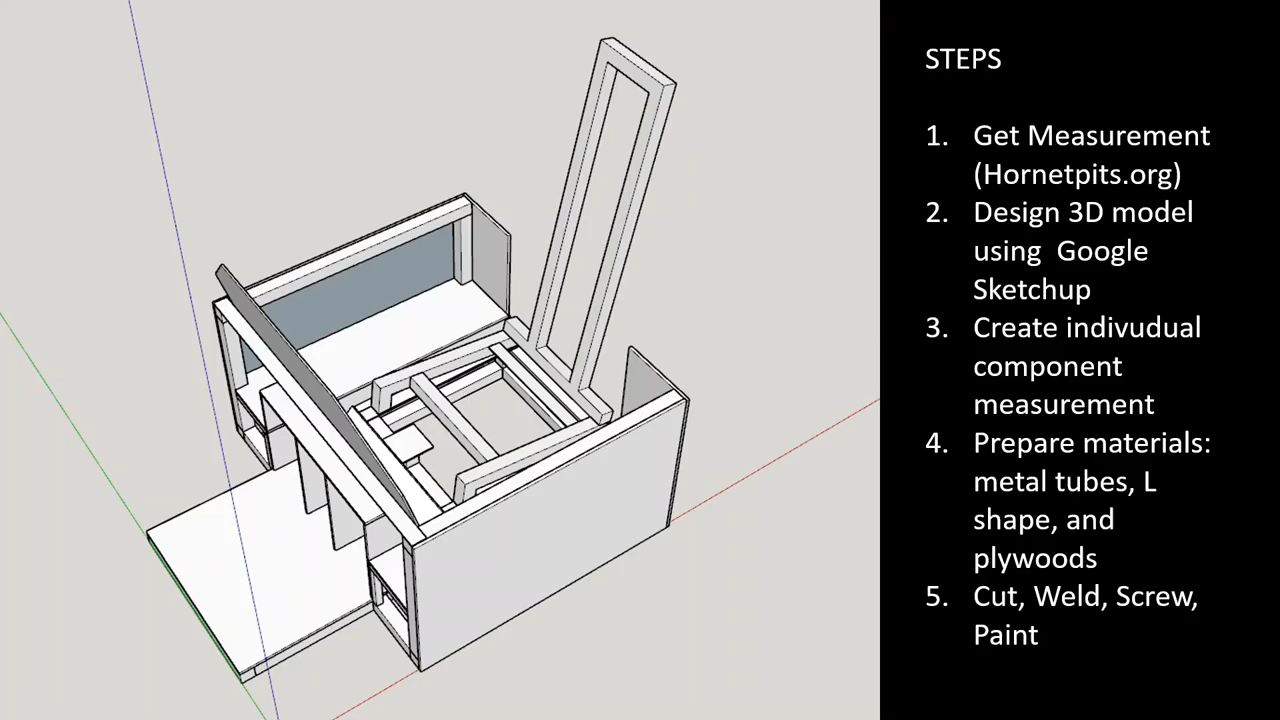 STEPS
1. Get Measurement
(Hornetpits.org)
2. Design 3D model
using  Google
Sketchup
3. Create indivudual
component
measurement
4. Prepare materials:
metal tubes, L
shape, and
plywoods
5. Cut, Weld, Screw,
Paint